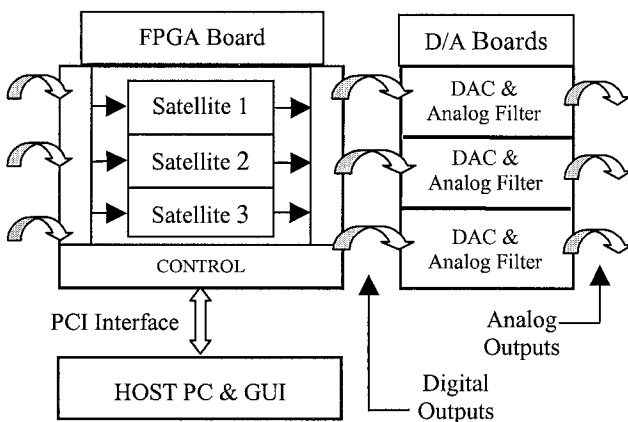 FPGA Board
D/A Boards
Satellite 1
Satellite 2
Satellite 3
CONTROL
DAC &
Analog Filter
DAC &
Analog Filter
DAC &
Analog Filter
PCI Interface
HOST PC & GUI
Digital
Outputs
Analog
Outputs